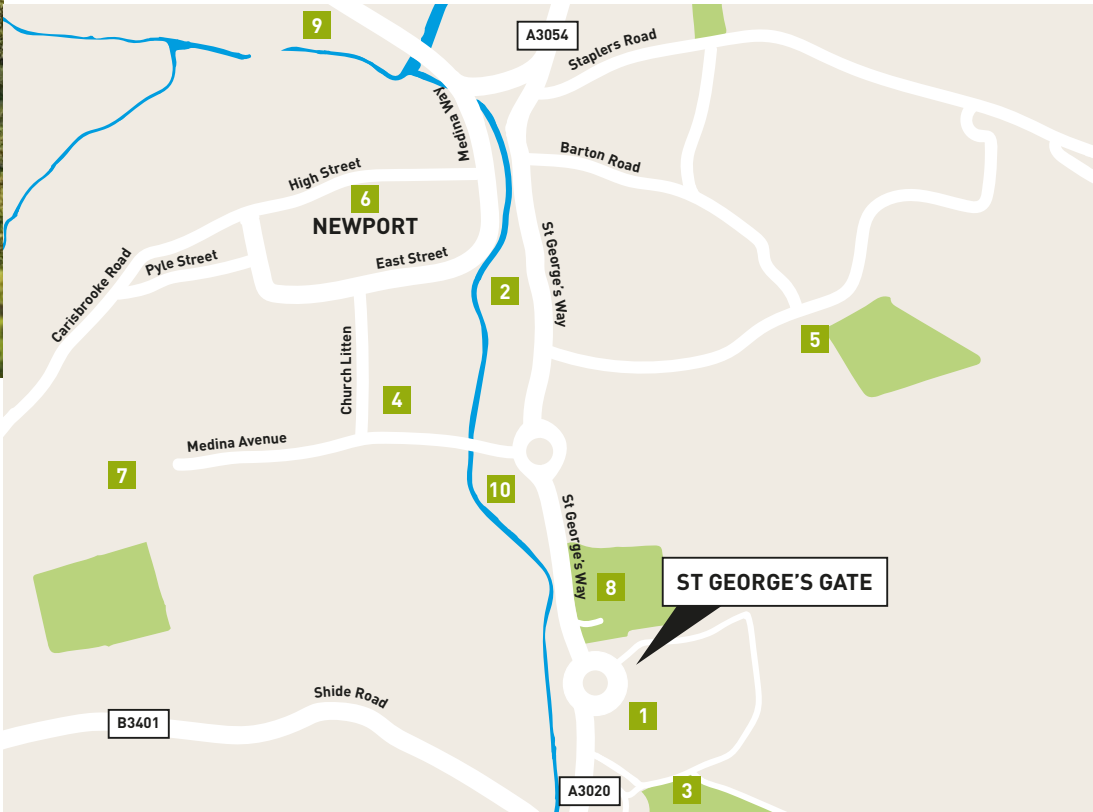 9
A3054
Staplers Road
Medina Way
Barton Road
High Street
6
NEWPORT
St George's Way
Carisbrooke Road
Pyle Street
East Street
2
5
Church Litten
4
Medina Avenue
7
10
St George's Way
8
ST GEORGE'S GATE
Shide Road
1
B3401
A3020
3